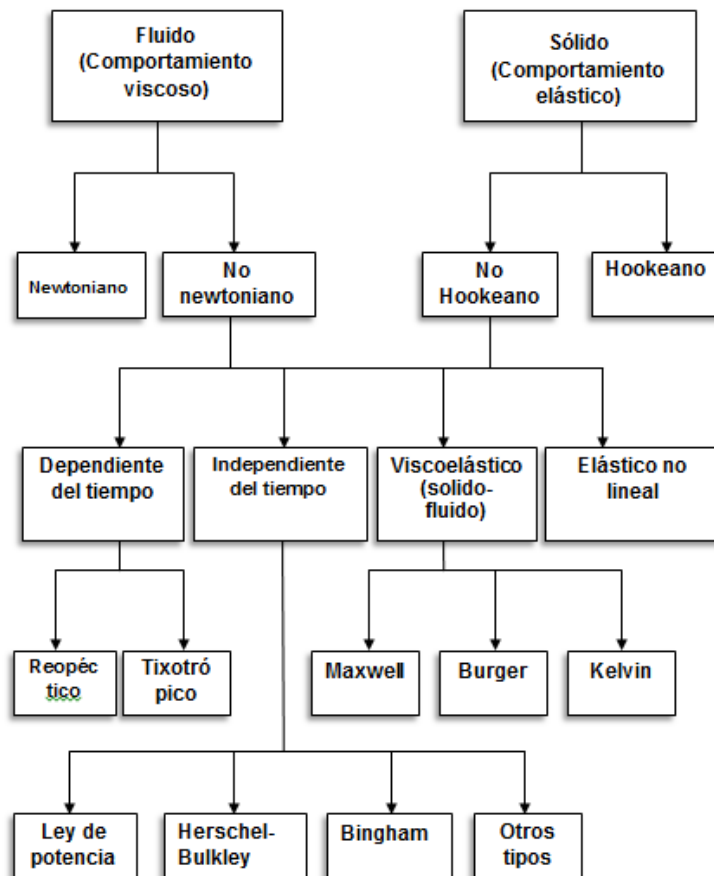 Fluido
(Comportamiento
viscoso)
Sólido
(Comportamiento
elástico)
Newtoniano
No
newtoniano
No
Hookeano
Hookeano
Dependiente
del tiempo
Independiente
del tiempo
Viscoelástico
(solido-
fluido)
Elástico no
lineal
Reopéc
tico
Tixotró
pico
Maxwell
Burger
Kelvin
Ley de
potencia
Herschel-
Bulkley
Bingham
Otros
tipos